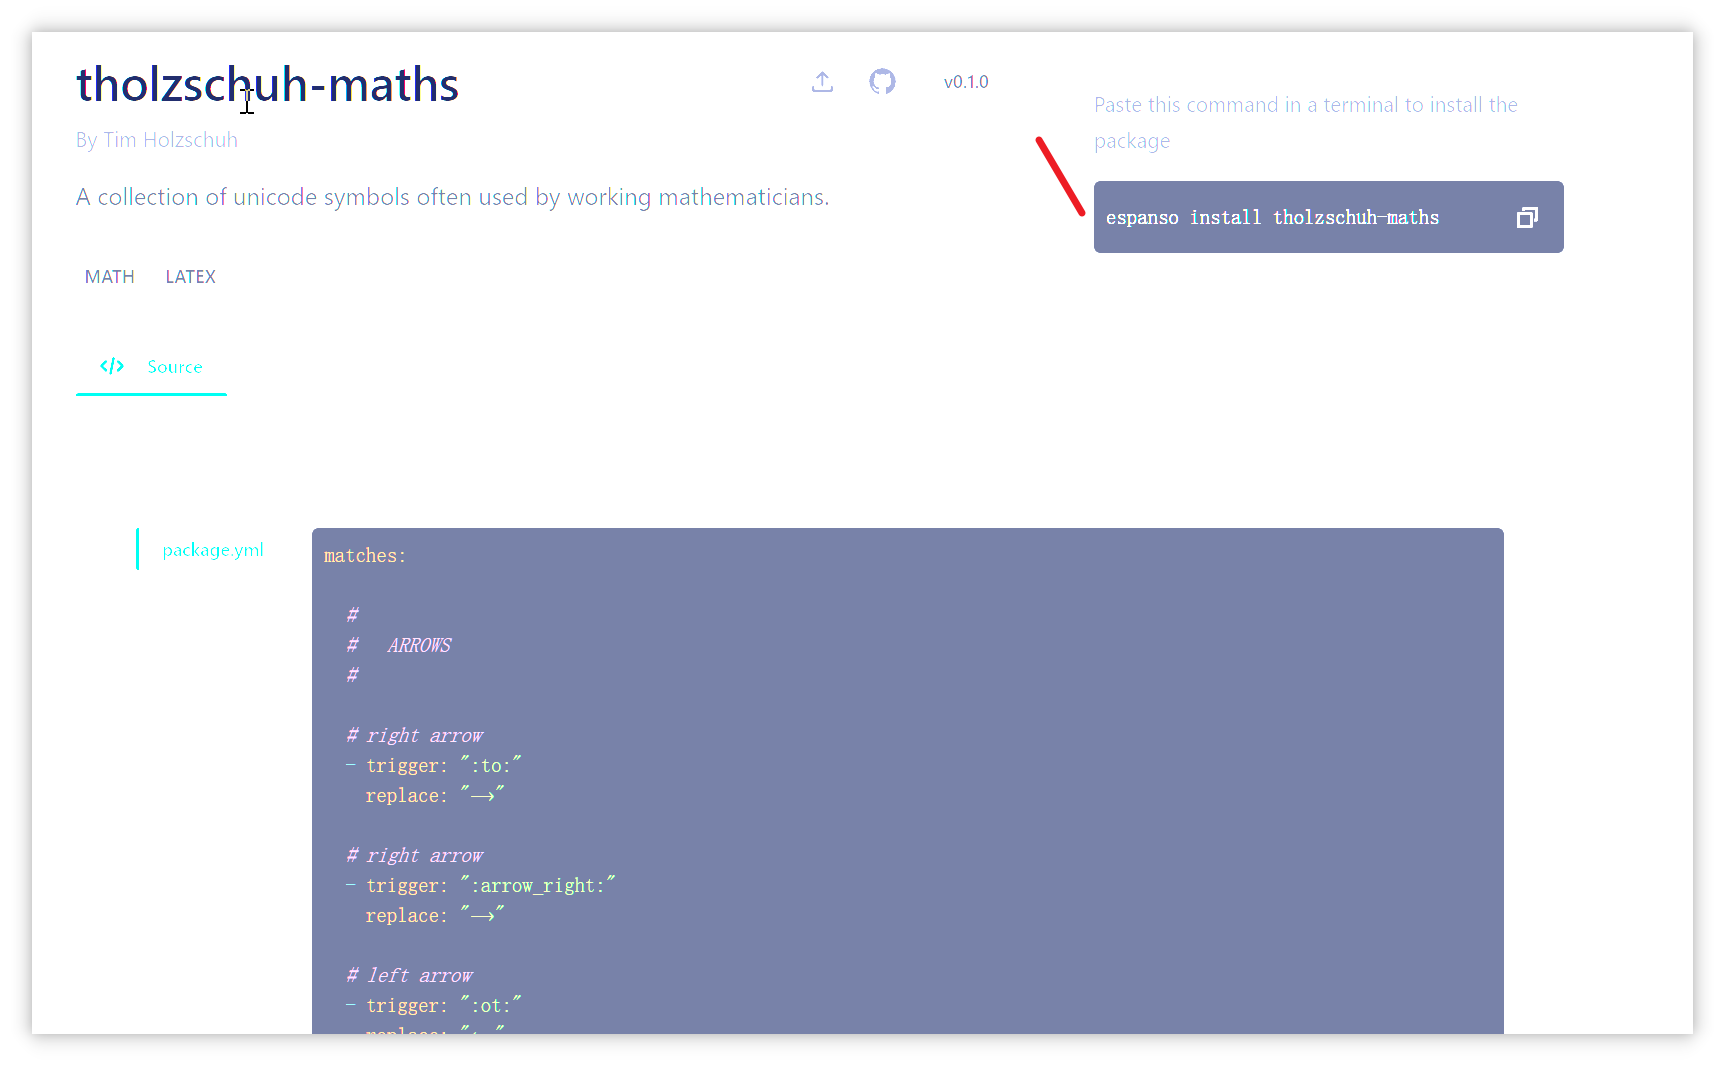 tholzschuh-maths
v0.1.0
By Tim Holzschuh
A collection of unicode symbols often used by working mathematicians.
MATH LATEX
Paste this command in a terminal to install the
package
espanso install tholzschuh-maths
Source
package.yml
matches:
#
# ARROWS
#
# right arrow
- trigger: ":to:"
replace: "⟶"
# right arrow
- trigger: ":arrow_right:"
replace: "⟶"
# left arrow
- trigger: ":ot:"
replace: